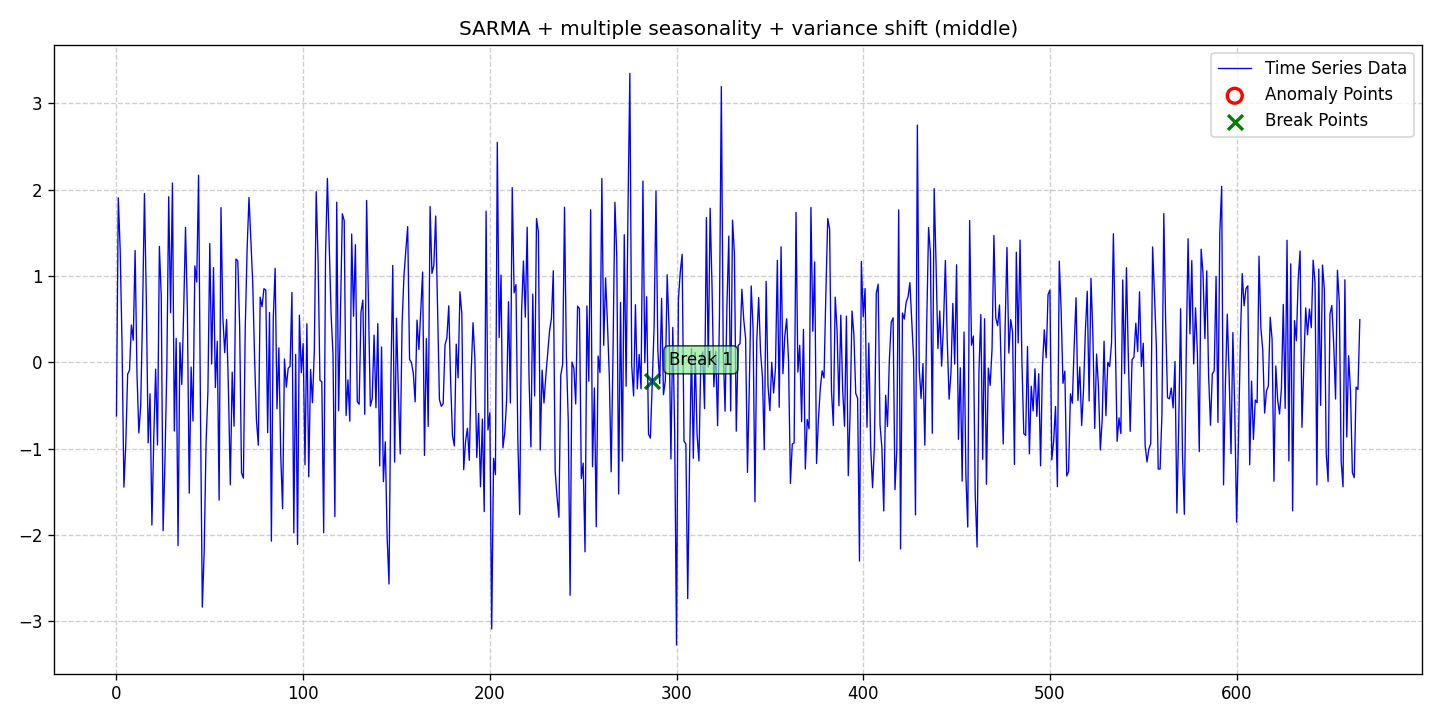 SARMA + multiple seasonality + variance shift (middle)
Time Series Data
Anomaly Points
Break Points
3
2
1
0
−1
−2
−3
Break 1
0
100
200
300
400
500
600